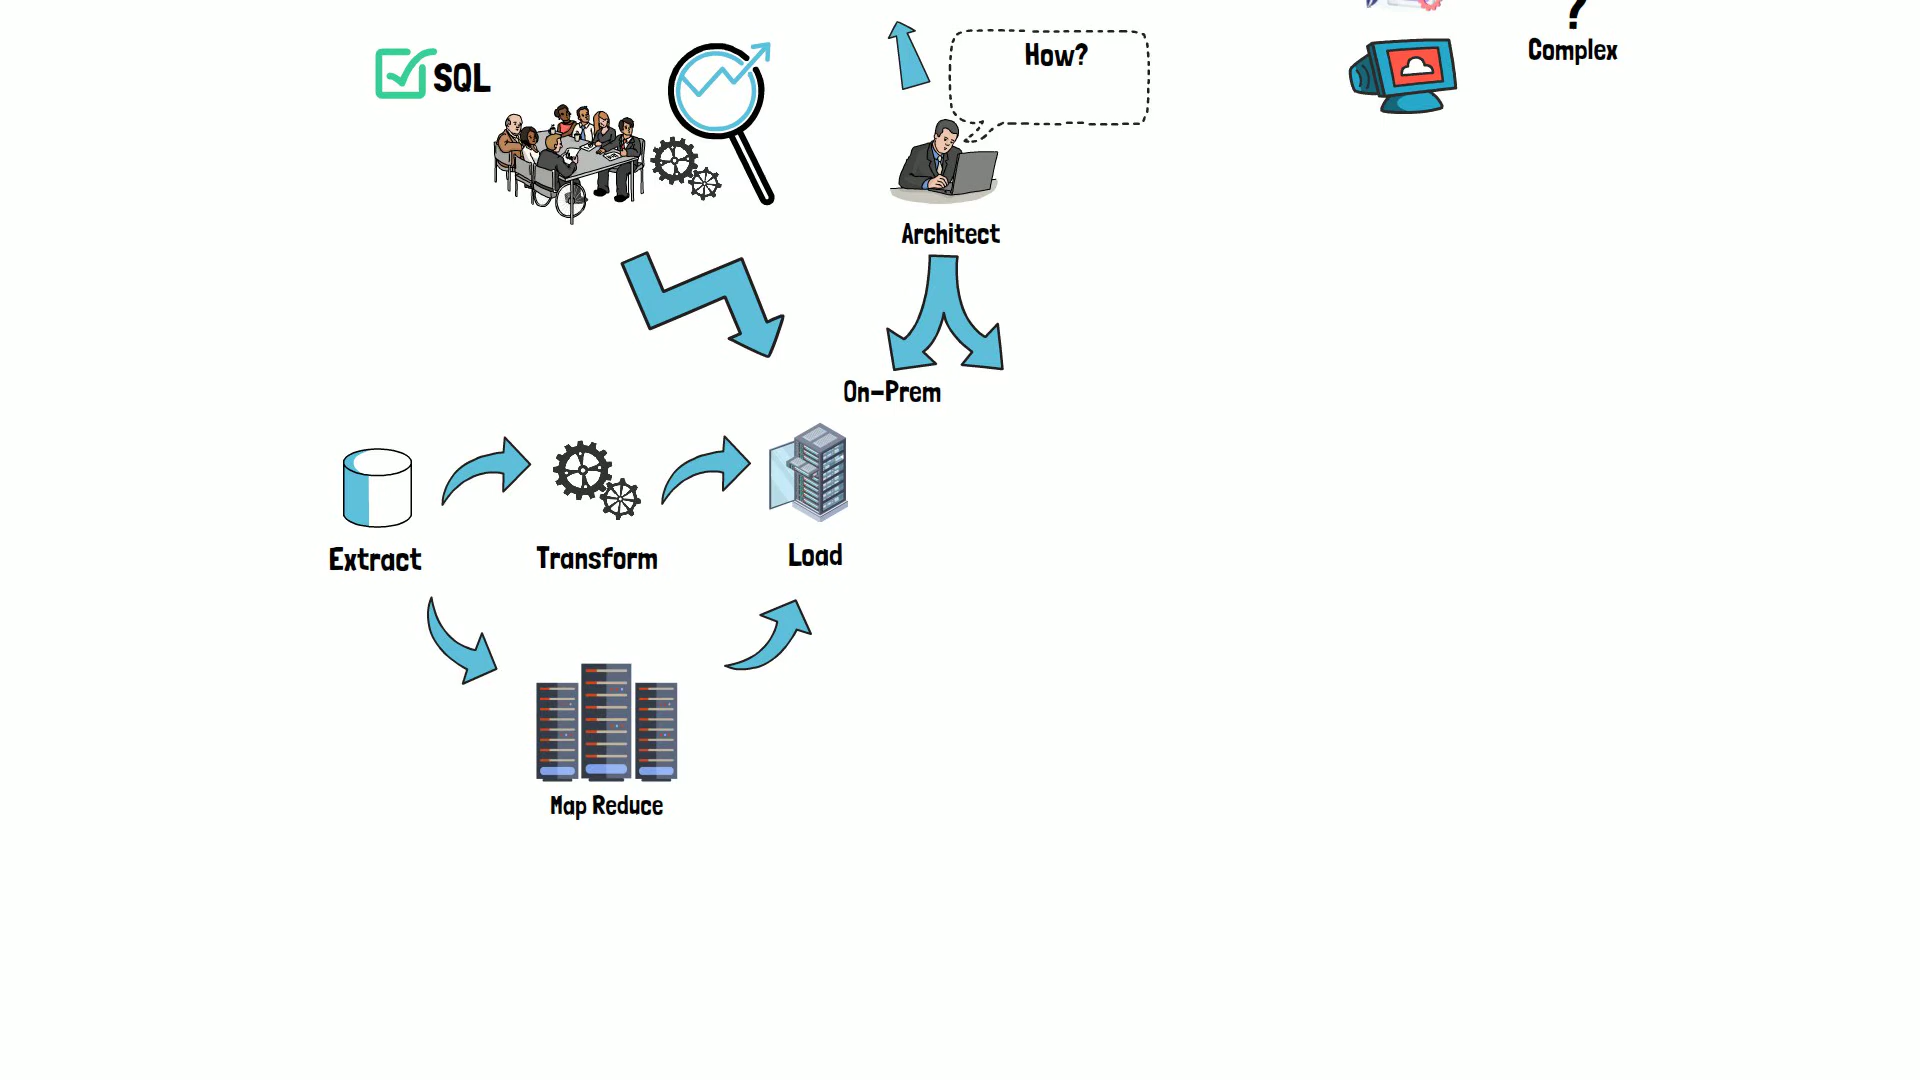 ?
Complex
How?
SQL
Architect
On-Prem
Extract
Transform
Load
Map Reduce